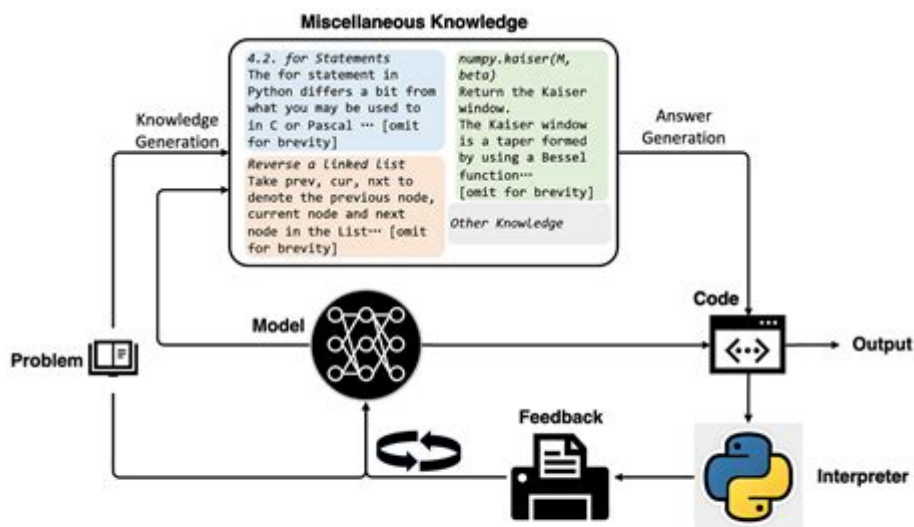 Miscellaneous Knowledge
4.2. for Statements
The for statement in
Python differs a bit from
what you may be used to
in C or Pascal ⋯ [omit
for brevity]
Reverse a Linked List
Take prev, cur, nxt to
denote the previous node,
current node and next
node in the List⋯ [omit
for brevity]
numpy.kaiser(M,
beta)
Return the Kaiser
window.
The Kaiser window
is a taper formed
by using a Bessel
function⋯
[omit for brevity]
Other Knowledge
Knowledge
Generation
Answer
Generation
Model
Code
Problem
Output
Feedback
Interpreter